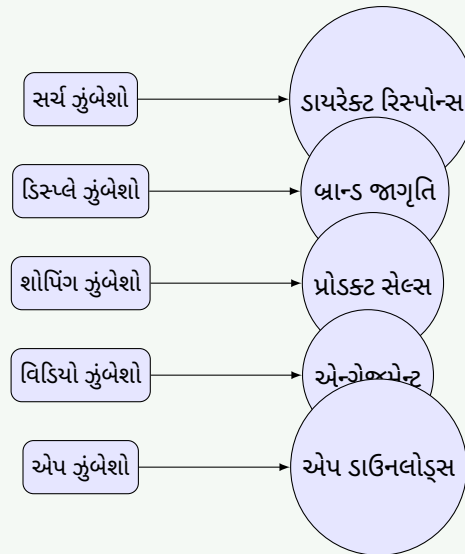 સર્ચ ઝુંબેશો
ડાયરેક્ટ રિસ્પોન્સ
ડિસ્પ્લે ઝુંબેશો
બ્રાન્ડ જાગૃતિ
શોપિંગ ઝુંબેશો
પ્રોડક્ટ સેલ્સ
વિડિયો ઝુંબેશો
એન્ગેજમેન્ટ
એપ ઝુંબેશો
એપ ડાઉનલોડ્સ